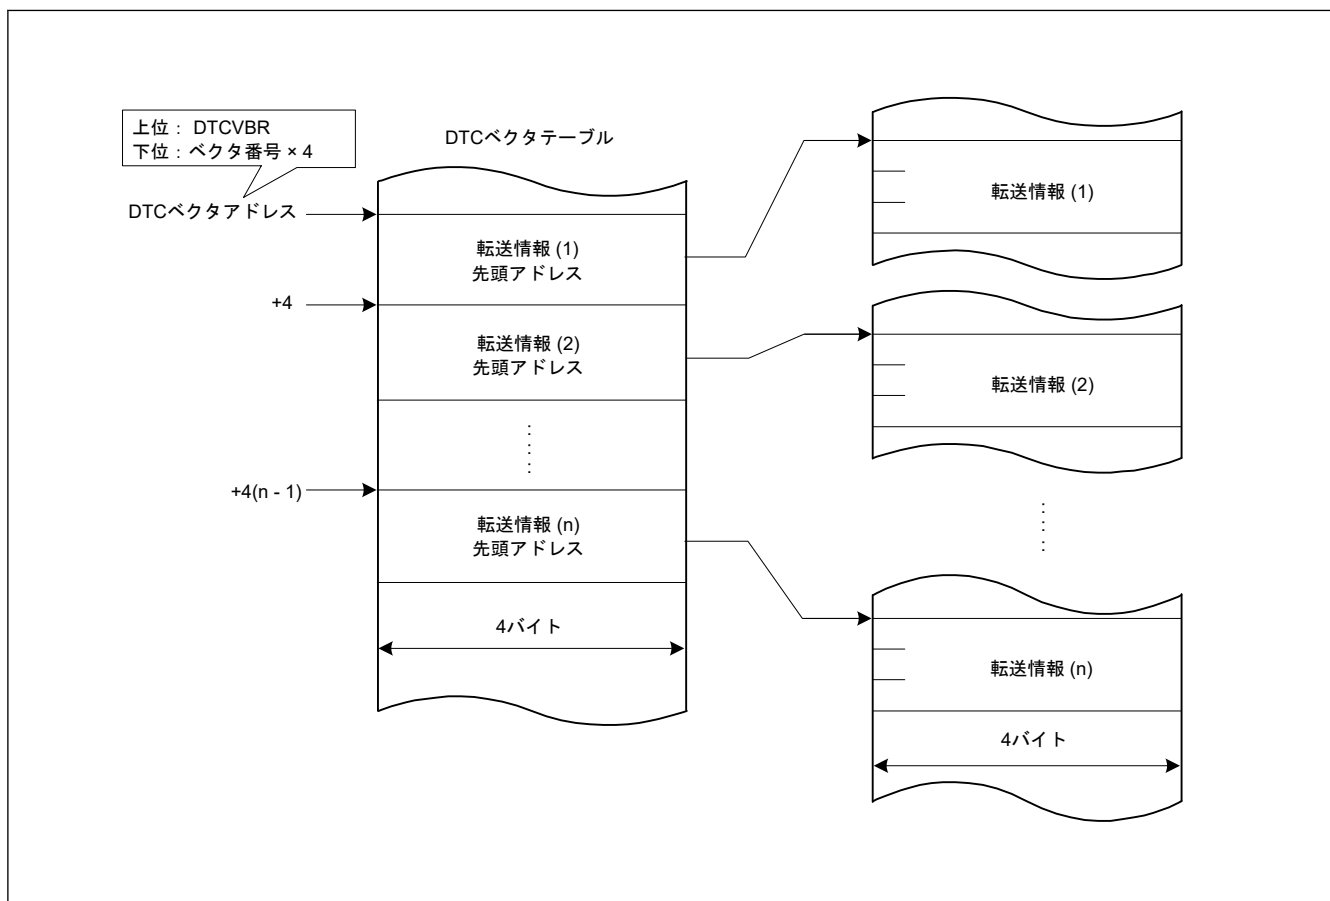 上位： DTCVBR
下位：ベクタ番号 × 4
DTCベクタテーブル
DTCベクタアドレス
転送情報 (1)
先頭アドレス
+4
転送情報 (2)
先頭アドレス
+4(n - 1)
転送情報 (n)
先頭アドレス
4バイト
転送情報 (1)
転送情報 (2)
転送情報 (n)
4バイト